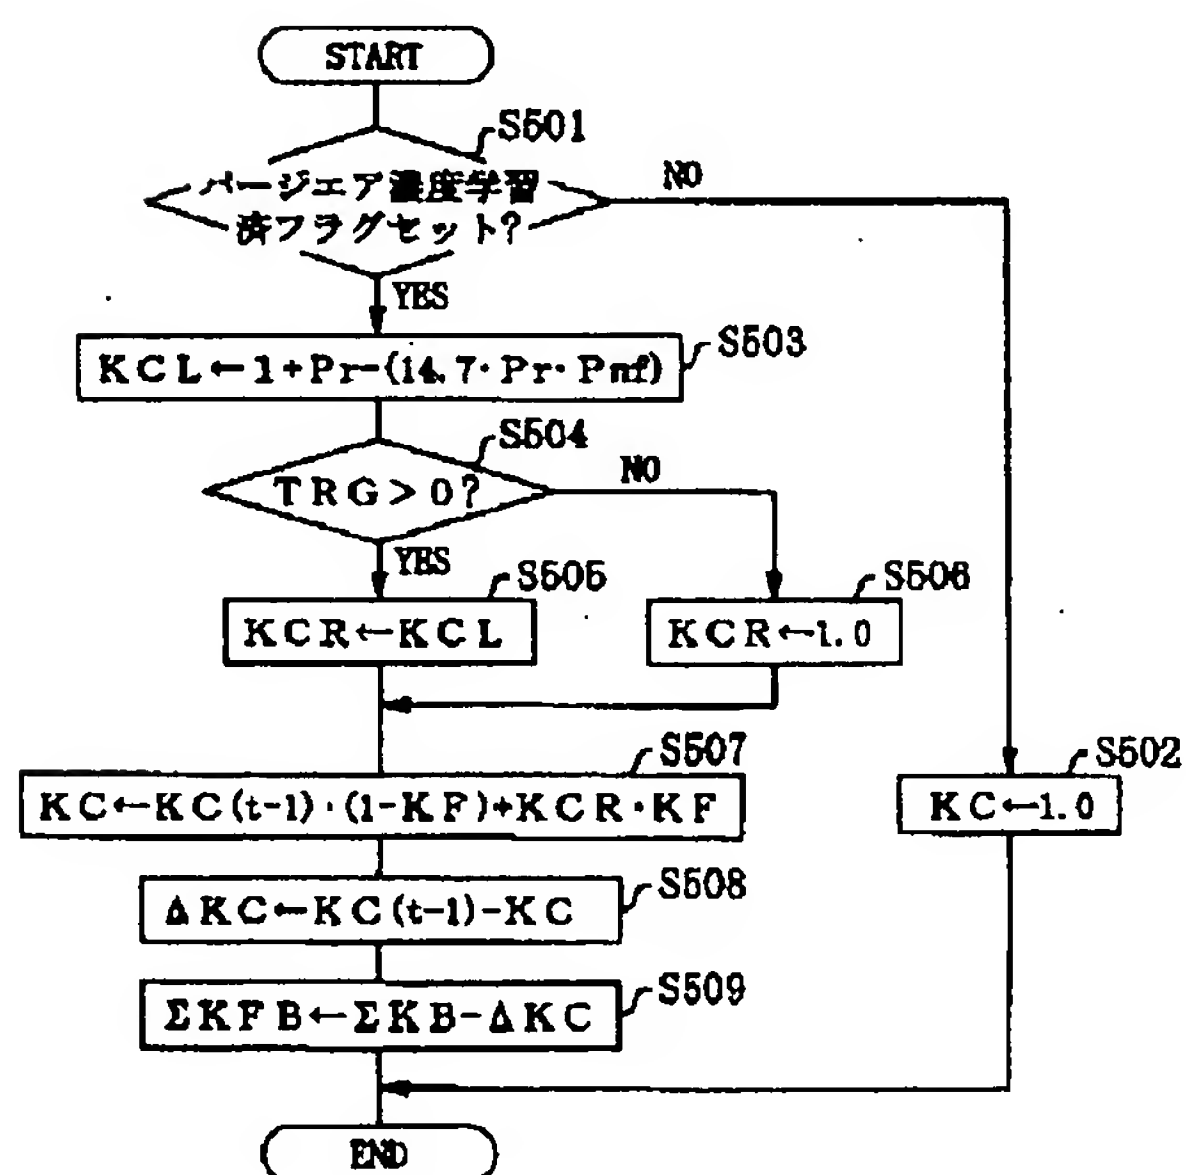 START
S501
パージエア濃度学習
済フラグセット?
NO
YES
KCL←1+Pr-(14.7・Pr・Pnf)
S503
S504
TRG>0?
NO
YES
S505
KCR←KCL
S506
KCR←1.0
S507
KC←KC(t-1)・(1-KF)+KCR・KF
S502
KC←1.0
S508
ΔKC←KC(t-1)-KC
S509
ΣKFB←ΣKB-ΔKC
END